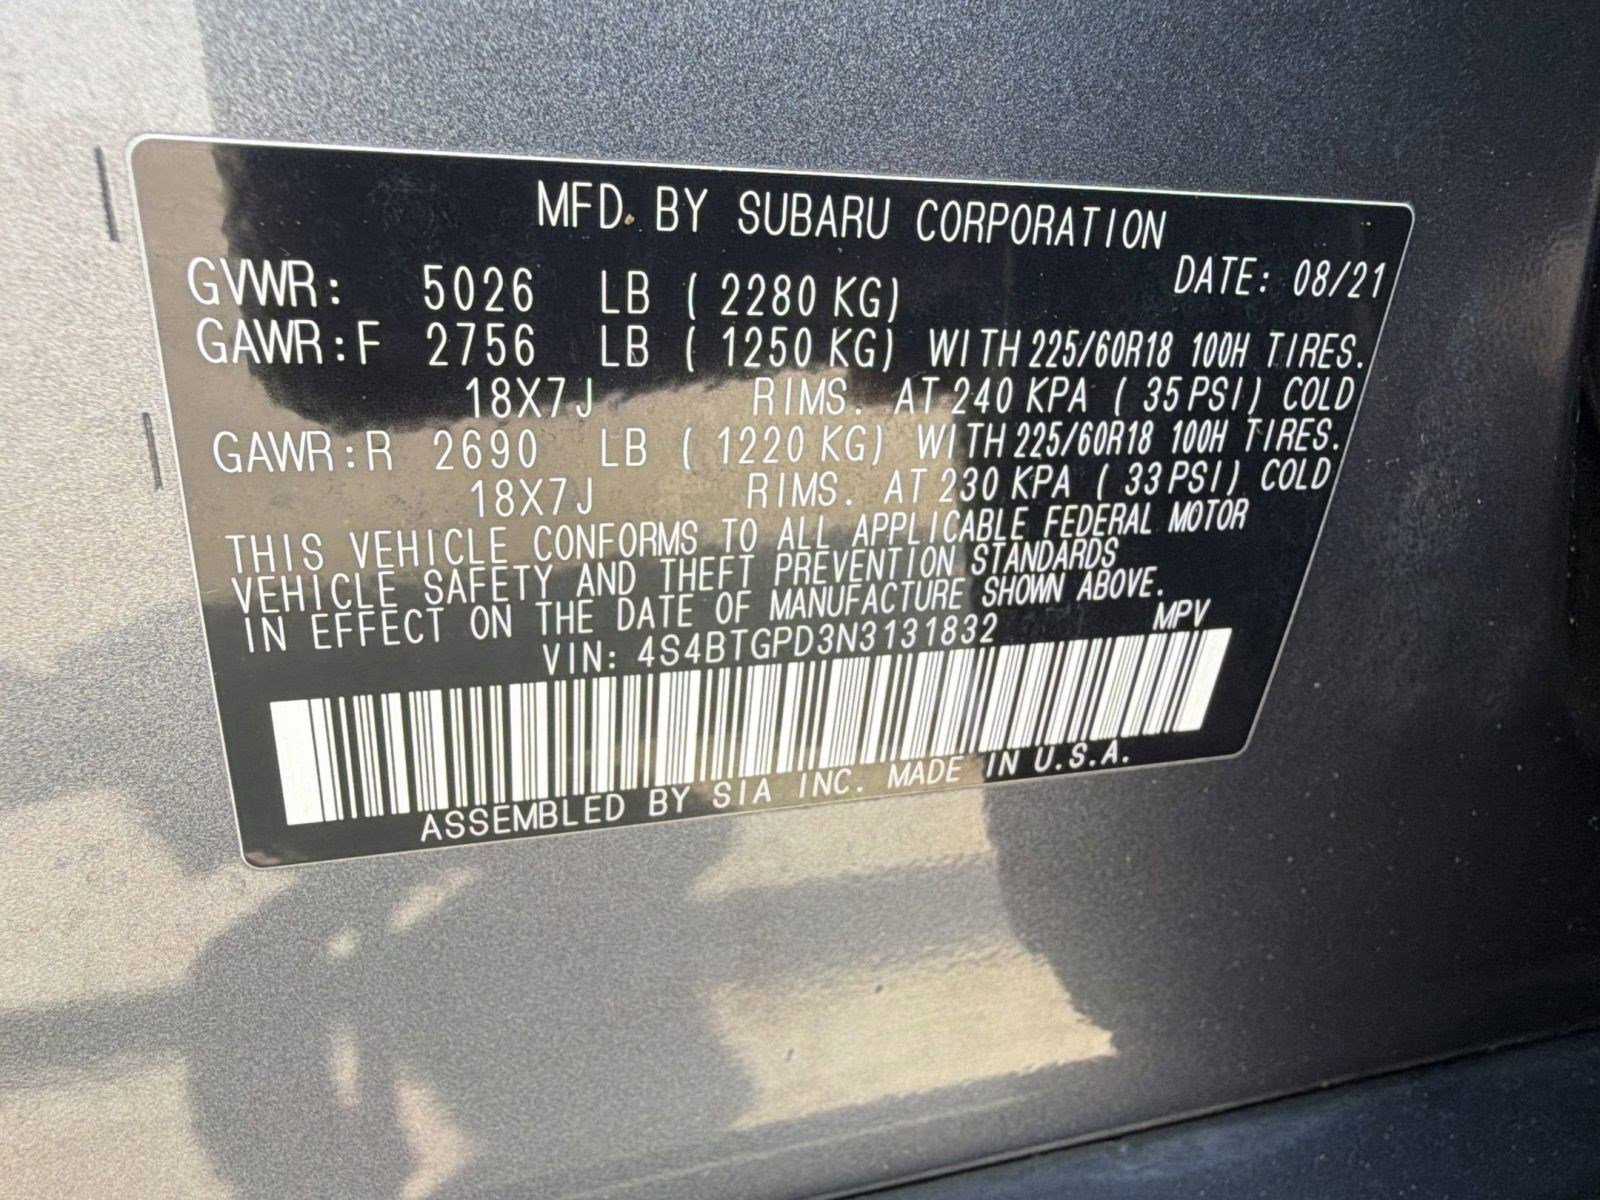 MFD. BY SUBARU CORPORATION
DATE: 08/21
GVWR: 5026 LB ( 2280 KG)
GAWR:F 2756 LB ( 1250 KG) WITH 225/60R18 100H TIRES.
18X7J RIMS. AT 240 KPA ( 35 PSI) COLD
GAWR:R 2690 LB ( 1220 KG) WITH 225/60R18 100H TIRES.
18X7J RIMS. AT 230 KPA ( 33 PSI) COLD
THIS VEHICLE CONFORMS TO ALL APPLICABLE FEDERAL MOTOR
VEHICLE SAFETY AND THEFT PREVENTION STANDARDS
IN EFFECT ON THE DATE OF MANUFACTURE SHOWN ABOVE.
VIN: 4S4BTGPD3N3131832 MPV
ASSEMBLED BY SIA INC. MADE IN U.S.A.